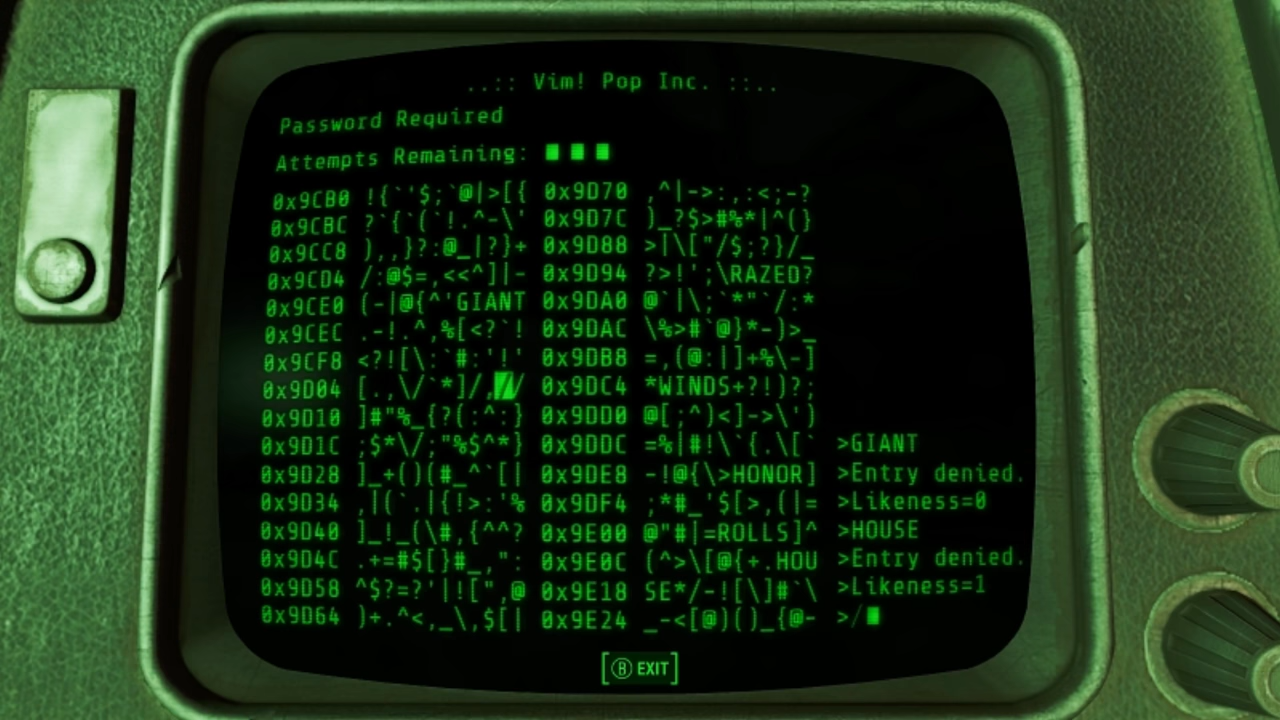 ..:: Vim! Pop Inc. ::..
Password Required
Attempts Remaining: ■ ■ ■
0x9CB0 !{`'$;`@|>[{ 0x9D70 ,^|->:,:<;-?
0x9CBC ?`{`(`!.^-\' 0x9D7C )_?$>#%*|^(}
0x9CC8 ),,}?:@_|?}+ 0x9D88 >|\["/$;?}/_
0x9CD4 /:@$=,<<^]|- 0x9D94 ?>!';\RAZED?
0x9CE0 (-|@{^'GIANT 0x9DA0 @`|\;`*"`/:*
0x9CEC .-!.^,%[<?`! 0x9DAC \%>#`@}*-)>_
0x9CF8 <?![\:`#:'!' 0x9DB8 =,(@:|]+%\-]
0x9D04 [.,\/`*]/,// 0x9DC4 *WINDS+?!)?;
0x9D10 ]#"%_{?(:^:} 0x9DD0 @[;^)<]->\')
0x9D1C ;$*\/;"%$^*} 0x9DDC =%|#!\`{.\[` >GIANT
0x9D28 ]_+()(#_^`[| 0x9DE8 -!@{\>HONOR] >Entry denied.
0x9D34 ,|(`.|{!>:'% 0x9DF4 ;*#_'$[>,(|= >Likeness=0
0x9D40 ]_!_(\#,{^^? 0x9E00 @"#|=ROLLS]^ >HOUSE
0x9D4C .+=#$[}#_,": 0x9E0C (^>\[@{+.HOU >Entry denied.
0x9D58 ^$?=?'|![",@ 0x9E18 SE*/-![\]#`\ >Likeness=1
0x9D64 )+.^<,_\,$[| 0x9E24 _-<[@)()_{@- >/■
[Ⓑ EXIT]